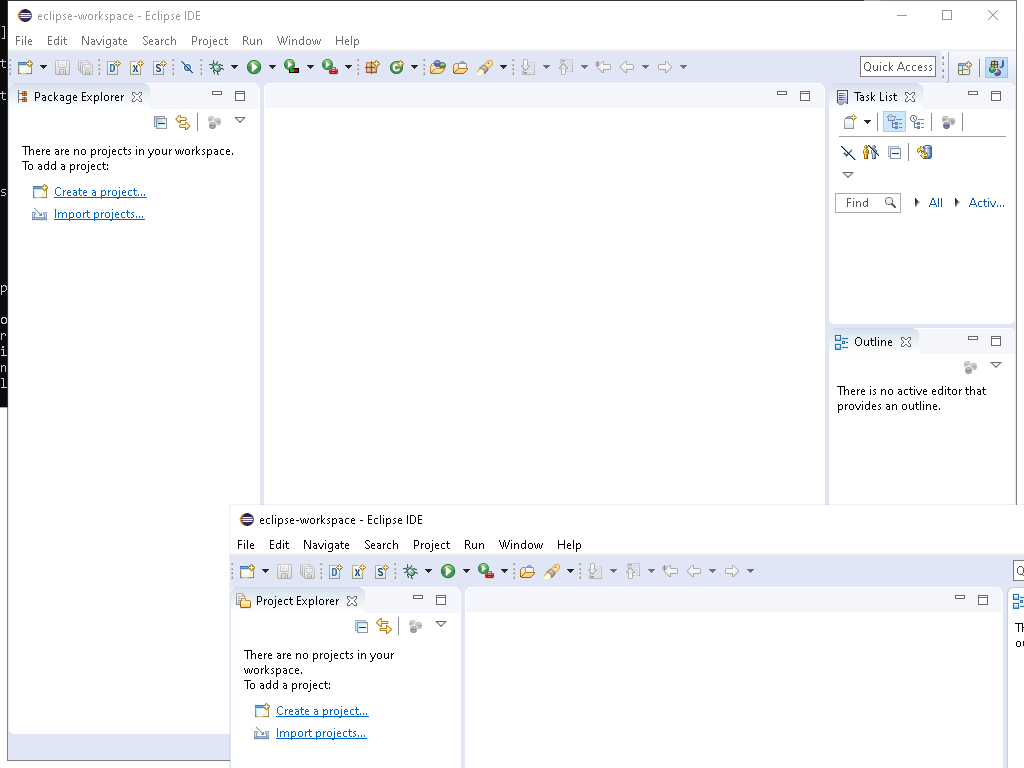 eclipse-workspace - Eclipse IDE
File Edit Navigate Search Project Run Window Help
Quick Access
Package Explorer
There are no projects in your workspace.
To add a project:
Create a project...
Import projects...
Task List
Find
All
Activ...
Outline
There is no active editor that
provides an outline.
eclipse-workspace - Eclipse IDE
File Edit Navigate Search Project Run Window Help
Project Explorer
There are no projects in your
workspace.
To add a project:
Create a project...
Import projects...